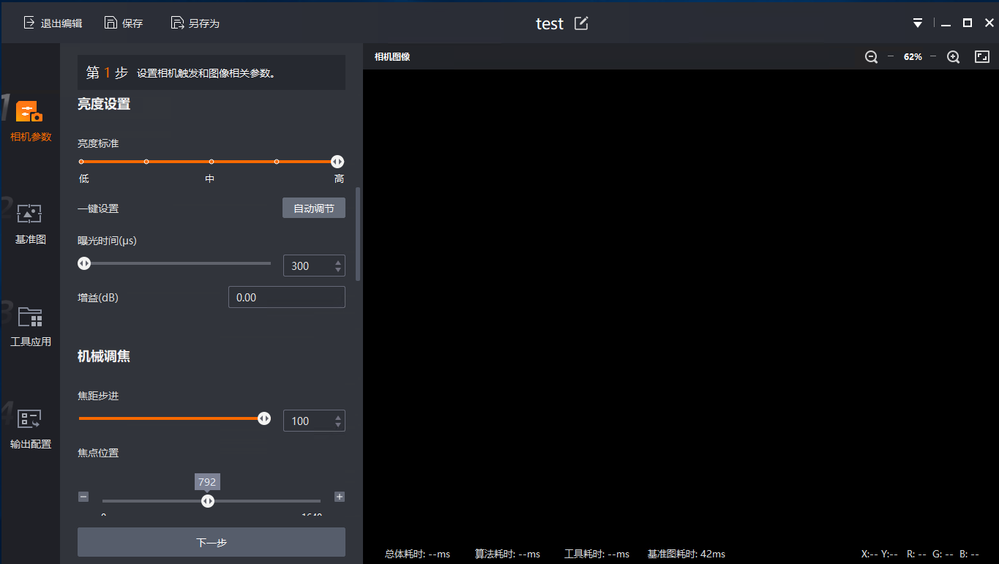 退出编辑 保存 另存为 test
1
相机参数
2
基准图
3
工具应用
4
输出配置
第 1 步 设置相机触发和图像相关参数。
亮度设置
亮度标准
低 中 高
一键设置 自动调节
曝光时间(μs)
300
增益(dB) 0.00
机械调焦
焦距步进
100
焦点位置
792
0 1640
下一步
相机图像 62%
总体耗时: --ms 算法耗时: --ms 工具耗时: --ms 基准图耗时: 42ms X:-- Y:-- R: -- G: -- B: --